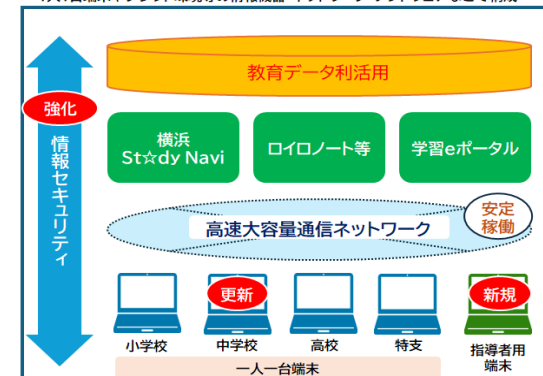 教育データ利活用
強化
情報セキュリティ
横浜
St☆dy Navi
ロイロノート等
学習eポータル
高速大容量通信ネットワーク
安定
稼働
更新
新規
小学校
中学校
高校
特支
指導者用
端末
一人一台端末